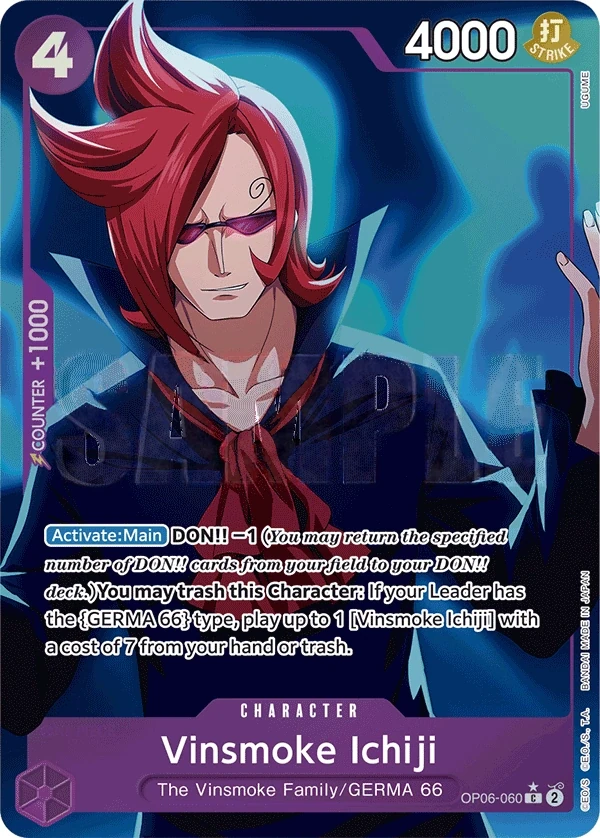 4
4000
打
STRIKE
UGUME
COUNTER +1000
SAMPLE
Activate:Main DON!! −1 (You may return the specified
number of DON!! cards from your field to your DON!!
deck.)You may trash this Character: If your Leader has
the {GERMA 66} type, play up to 1 [Vinsmoke Ichiji] with
a cost of 7 from your hand or trash.
BANDAI MADE IN JAPAN
©E.O./S. ©E.O./S., T.A.
CHARACTER
Vinsmoke Ichiji
The Vinsmoke Family/GERMA 66
OP06-060 ★ C 2